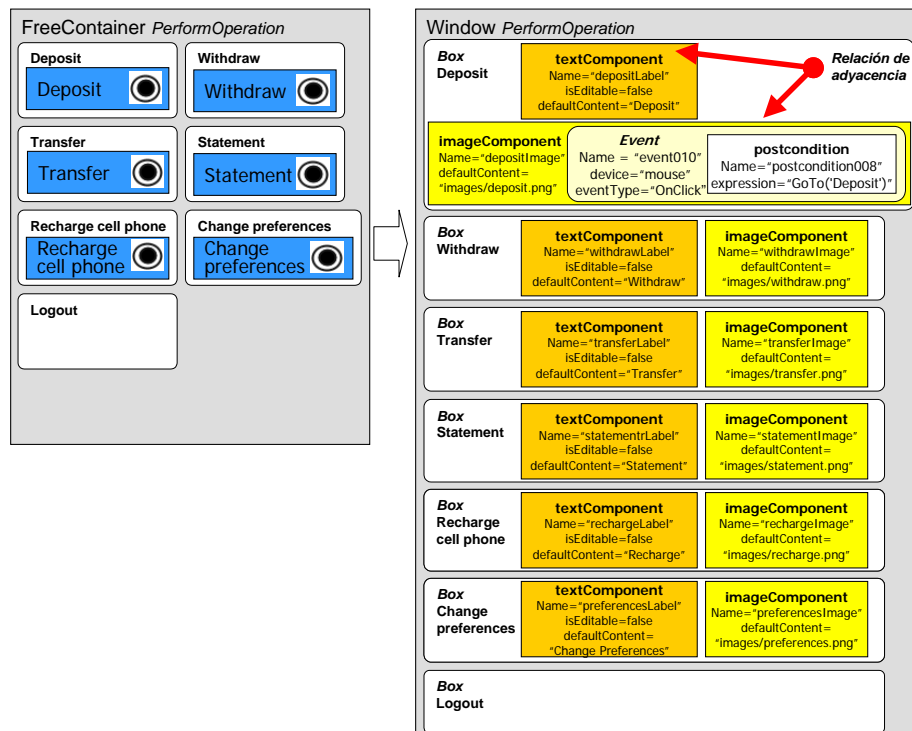 FreeContainer PerformOperation
Deposit
Deposit
Withdraw
Withdraw
Transfer
Transfer
Statement
Statement
Recharge cell phone
Recharge
cell phone
Change preferences
Change
preferences
Logout
Window PerformOperation
Box
Deposit
textComponent
Name="depositLabel"
isEditable=false
defaultContent="Deposit"
Relación de
adyacencia
imageComponent
Name="depositImage"
defaultContent=
"images/deposit.png"
Event
Name = "event010"
device="mouse"
eventType="OnClick"
postcondition
Name="postcondition008"
expression="GoTo('Deposit')"
Box
Withdraw
textComponent
Name="withdrawLabel"
isEditable=false
defaultContent="Withdraw"
imageComponent
Name="withdrawImage"
defaultContent=
"images/withdraw.png"
Box
Transfer
textComponent
Name="transferLabel"
isEditable=false
defaultContent="Transfer"
imageComponent
Name="transferImage"
defaultContent=
"images/transfer.png"
Box
Statement
textComponent
Name="statementrLabel"
isEditable=false
defaultContent="Statement"
imageComponent
Name="statementImage"
defaultContent=
"images/statement.png"
Box
Recharge
cell phone
textComponent
Name="rechargeLabel"
isEditable=false
defaultContent="Recharge"
imageComponent
Name="rechargeImage"
defaultContent=
"images/recharge.png"
Box
Change
preferences
textComponent
Name="preferencesLabel"
isEditable=false
defaultContent=
"Change Preferences"
imageComponent
Name="preferencesImage"
defaultContent=
"images/preferences.png"
Box
Logout